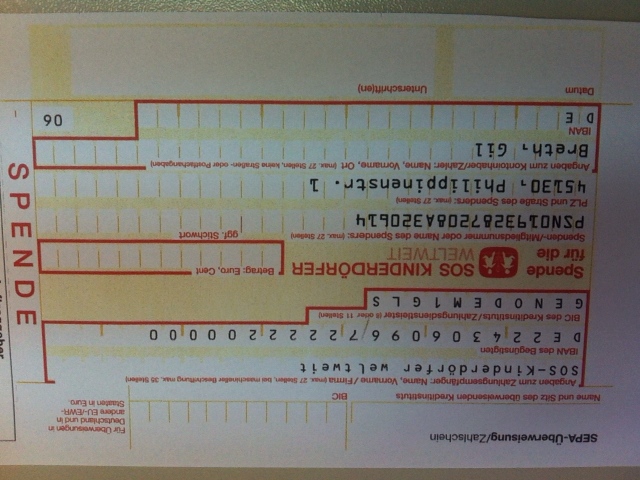 SEPA-Überweisung/Zahlschein
Für Überweisungen in
Deutschland und in
andere EU-/EWR-
Staaten in Euro.
Name und Sitz des überweisenden Kreditinstituts
BIC
Angaben zum Zahlungsempfänger: Name, Vorname/Firma (max. 27 Stellen, bei maschineller Beschriftung max. 35 Stellen)
SOS-Kinderdörfer weltweit
IBAN des Begünstigten
DE22430609672222200000
BIC des Kreditinstituts/Zahlungsdienstleisters (8 oder 11 Stellen)
GENODEM1GLS
SPENDE
Spende
für die
SOS KINDERDÖRFER
WELTWEIT
Betrag: Euro, Cent
Spenden-/Mitgliedsnummer oder Name des Spenders: (max. 27 Stellen)
ggf. Stichwort
PSN0193287208A320614
PLZ und Straße des Spenders: (max. 27 Stellen)
45130, Philippinenstr. 1
Angaben zum Kontoinhaber/Zahler: Name, Vorname, Ort (max. 27 Stellen, keine Straßen- oder Postfachangaben)
Breth, Gil
IBAN
DE
06
Datum
Unterschrift(en)